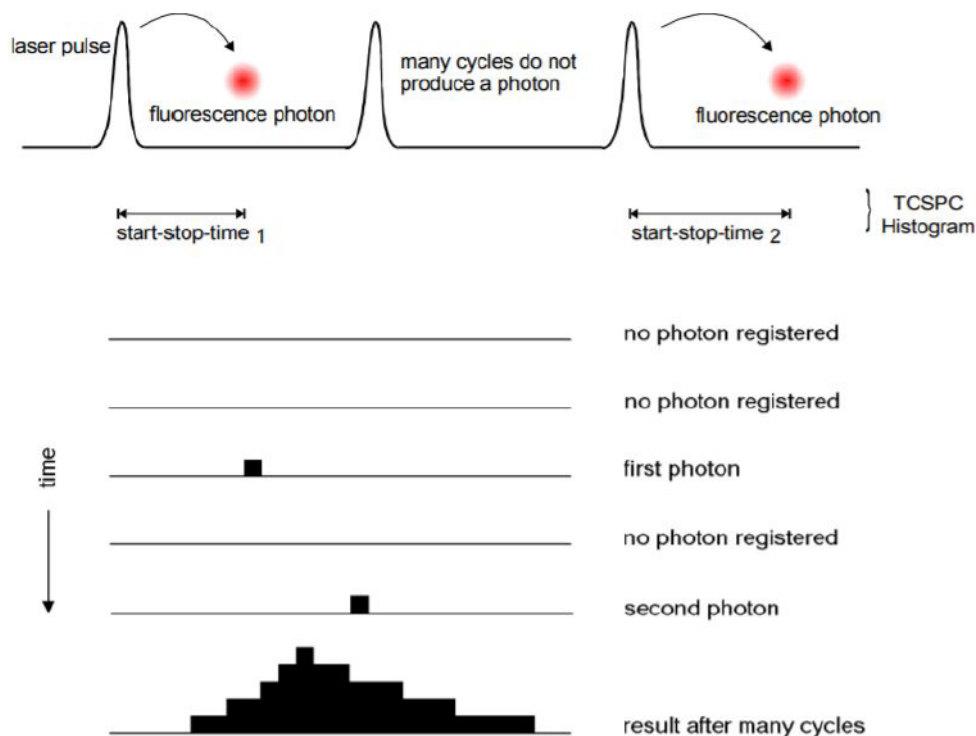 laser pulse
fluorescence photon
many cycles do not
produce a photon
fluorescence photon
start-stop-time 1
start-stop-time 2
TCSPC
Histogram
no photon registered
no photon registered
time
first photon
no photon registered
second photon
result after many cycles